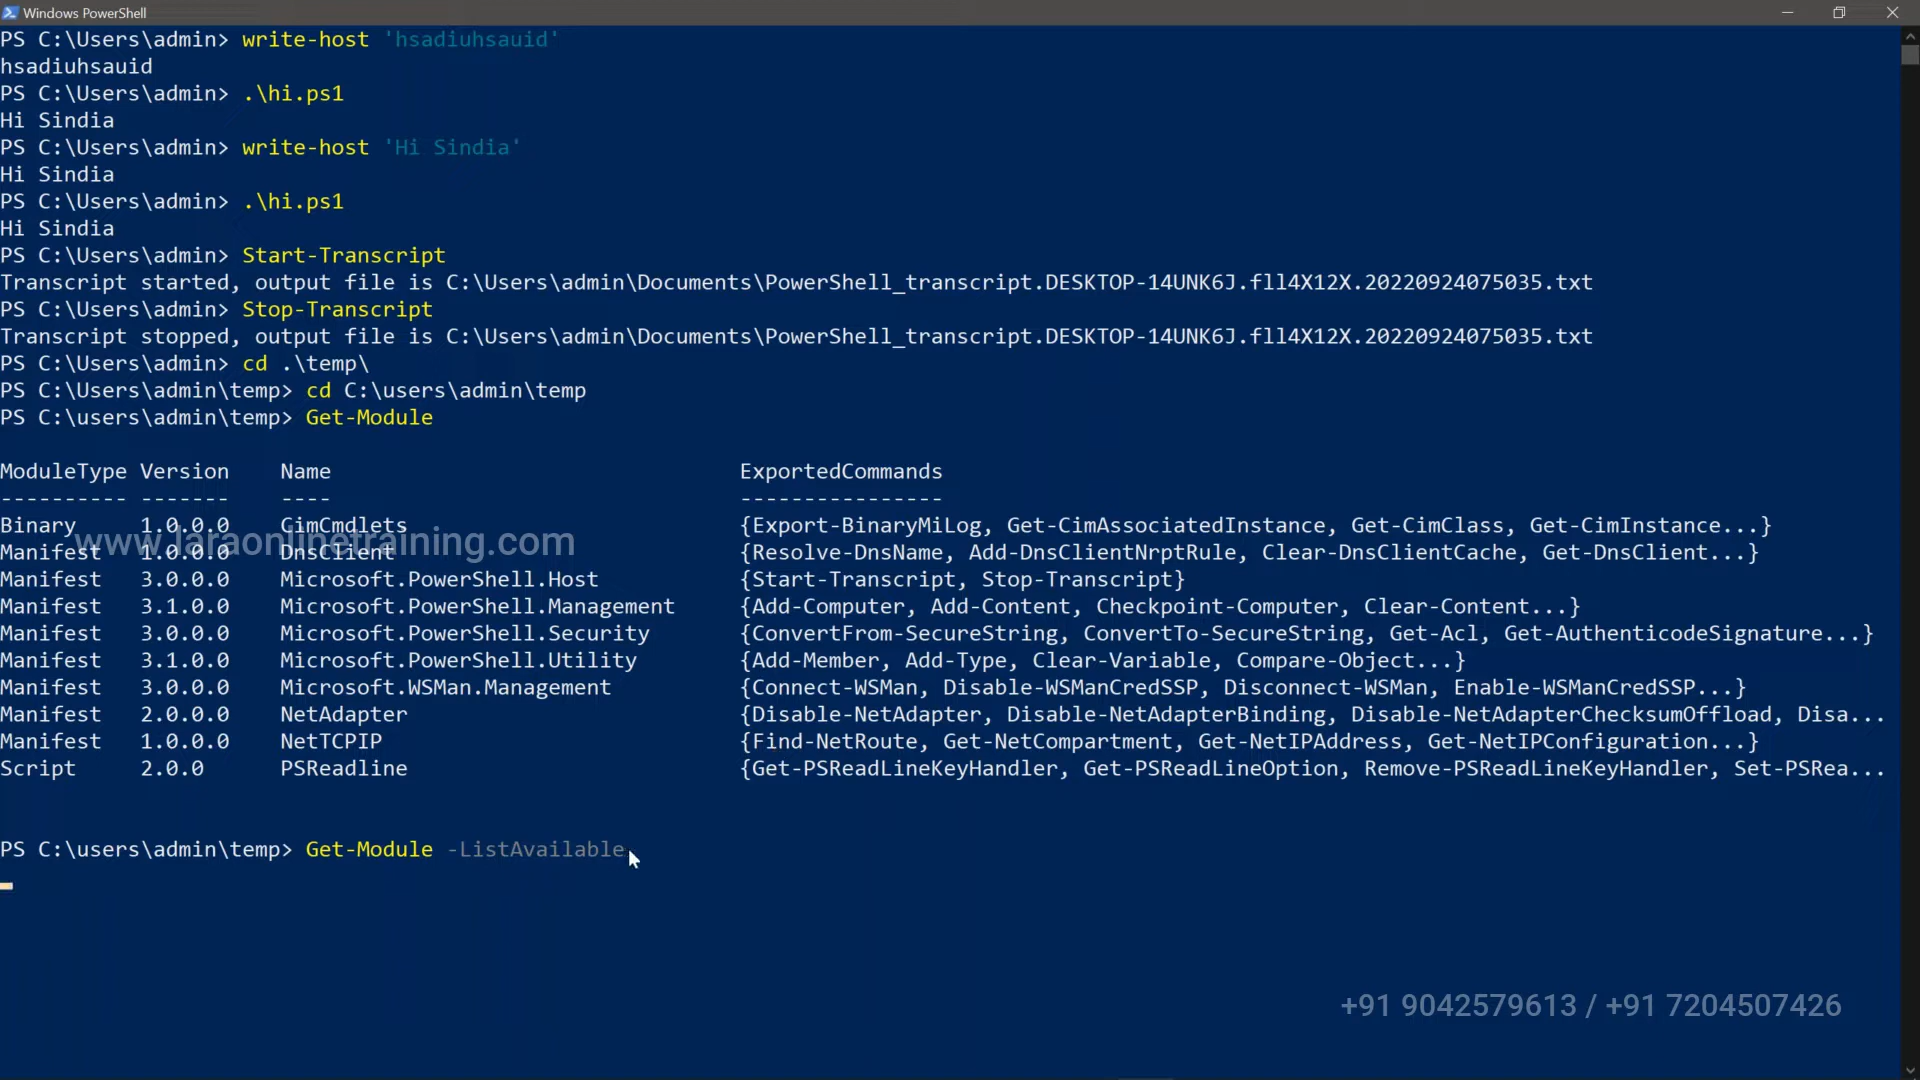 Windows PowerShell
PS C:\Users\admin> write-host 'hsadiuhsauid'
hsadiuhsauid
PS C:\Users\admin> .\hi.ps1
Hi Sindia
PS C:\Users\admin> write-host 'Hi Sindia'
Hi Sindia
PS C:\Users\admin> .\hi.ps1
Hi Sindia
PS C:\Users\admin> Start-Transcript
Transcript started, output file is C:\Users\admin\Documents\PowerShell_transcript.DESKTOP-14UNK6J.fll4X12X.20220924075035.txt
PS C:\Users\admin> Stop-Transcript
Transcript stopped, output file is C:\Users\admin\Documents\PowerShell_transcript.DESKTOP-14UNK6J.fll4X12X.20220924075035.txt
PS C:\Users\admin> cd .\temp\
PS C:\Users\admin\temp> cd C:\users\admin\temp
PS C:\users\admin\temp> Get-Module
ModuleType Version    Name                                ExportedCommands
---------- -------    ----                                ----------------
Binary     1.0.0.0    CimCmdlets                          {Export-BinaryMiLog, Get-CimAssociatedInstance, Get-CimClass, Get-CimInstance...}
www.laraonlinetraining.com
Manifest   1.0.0.0    DnsClient                           {Resolve-DnsName, Add-DnsClientNrptRule, Clear-DnsClientCache, Get-DnsClient...}
Manifest   3.0.0.0    Microsoft.PowerShell.Host           {Start-Transcript, Stop-Transcript}
Manifest   3.1.0.0    Microsoft.PowerShell.Management     {Add-Computer, Add-Content, Checkpoint-Computer, Clear-Content...}
Manifest   3.0.0.0    Microsoft.PowerShell.Security       {ConvertFrom-SecureString, ConvertTo-SecureString, Get-Acl, Get-AuthenticodeSignature...}
Manifest   3.1.0.0    Microsoft.PowerShell.Utility        {Add-Member, Add-Type, Clear-Variable, Compare-Object...}
Manifest   3.0.0.0    Microsoft.WSMan.Management          {Connect-WSMan, Disable-WSManCredSSP, Disconnect-WSMan, Enable-WSManCredSSP...}
Manifest   2.0.0.0    NetAdapter                          {Disable-NetAdapter, Disable-NetAdapterBinding, Disable-NetAdapterChecksumOffload, Disa...
Manifest   1.0.0.0    NetTCPIP                            {Find-NetRoute, Get-NetCompartment, Get-NetIPAddress, Get-NetIPConfiguration...}
Script     2.0.0      PSReadline                          {Get-PSReadLineKeyHandler, Get-PSReadLineOption, Remove-PSReadLineKeyHandler, Set-PSRea...
PS C:\users\admin\temp> Get-Module -ListAvailable
+91 9042579613 / +91 7204507426